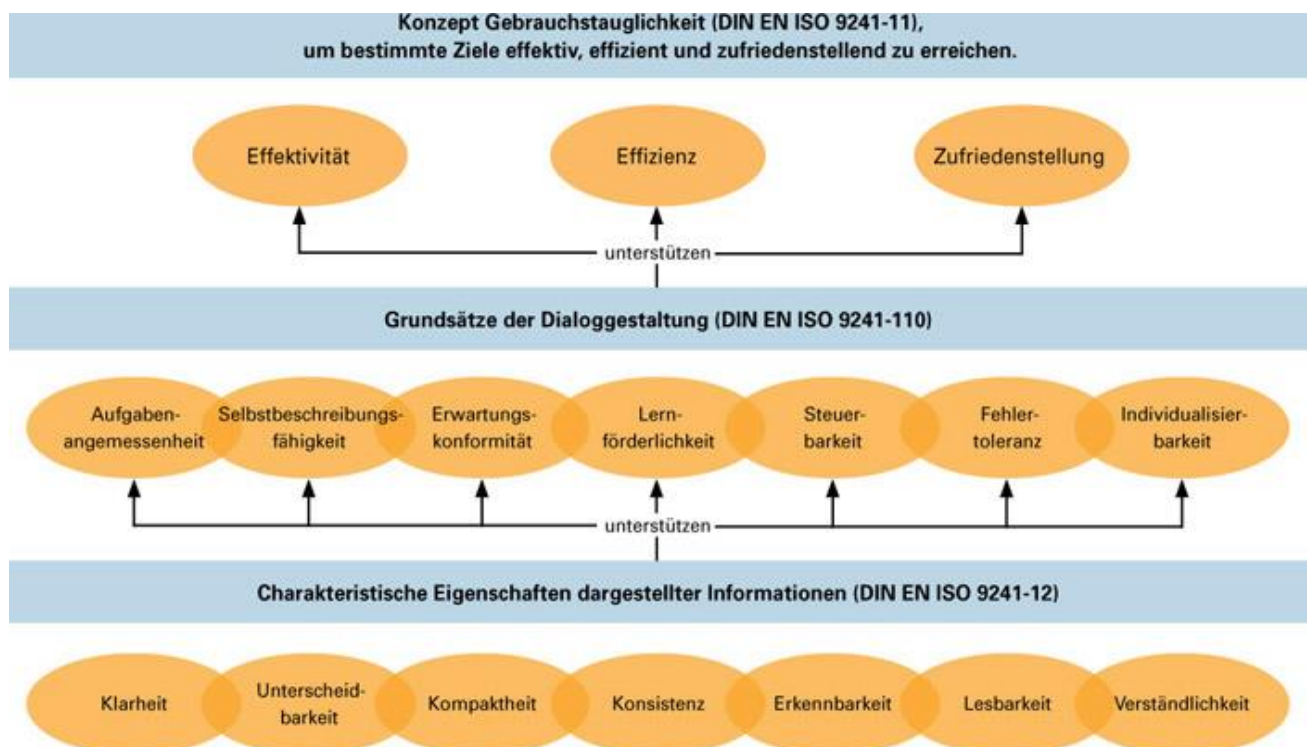 Konzept Gebrauchstauglichkeit (DIN EN ISO 9241-11),
um bestimmte Ziele effektiv, effizient und zufriedenstellend zu erreichen.
Effektivität
Effizienz
Zufriedenstellung
unterstützen
Grundsätze der Dialoggestaltung (DIN EN ISO 9241-110)
Aufgaben-
angemessenheit
Selbstbeschreibungs-
fähigkeit
Erwartungs-
konformität
Lern-
förderlichkeit
Steuer-
barkeit
Fehler-
toleranz
Individualisier-
barkeit
unterstützen
Charakteristische Eigenschaften dargestellter Informationen (DIN EN ISO 9241-12)
Klarheit
Unterscheid-
barkeit
Kompaktheit
Konsistenz
Erkennbarkeit
Lesbarkeit
Verständlichkeit